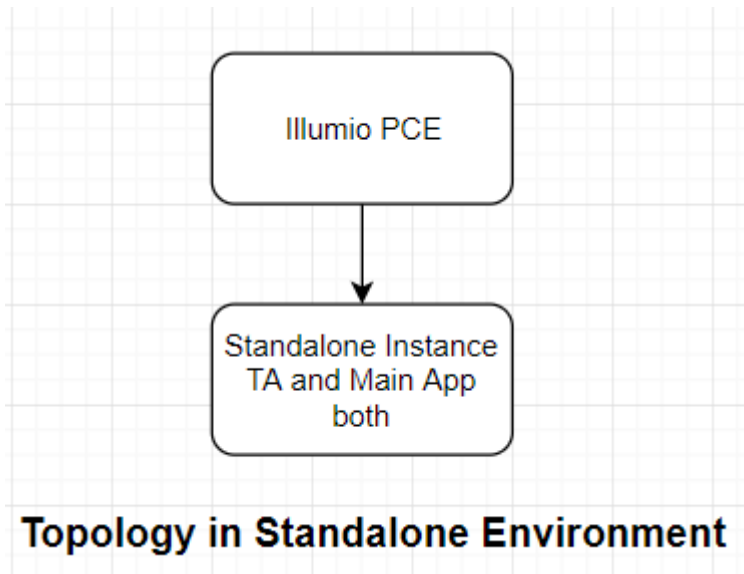 Illumio PCE
Standalone Instance
TA and Main App
both
Topology in Standalone Environment